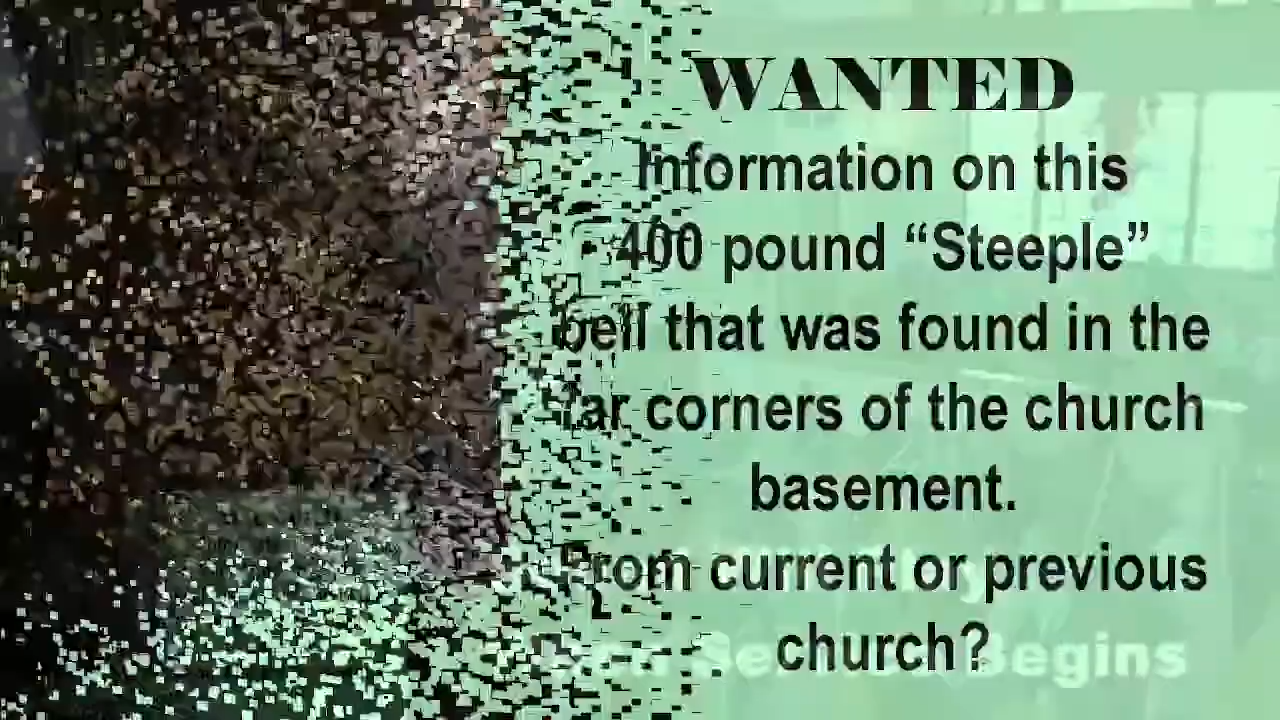 WANTED
Information on this
400 pound “Steeple”
bell that was found in the
far corners of the church
basement.
From current or previous
church?
Begins